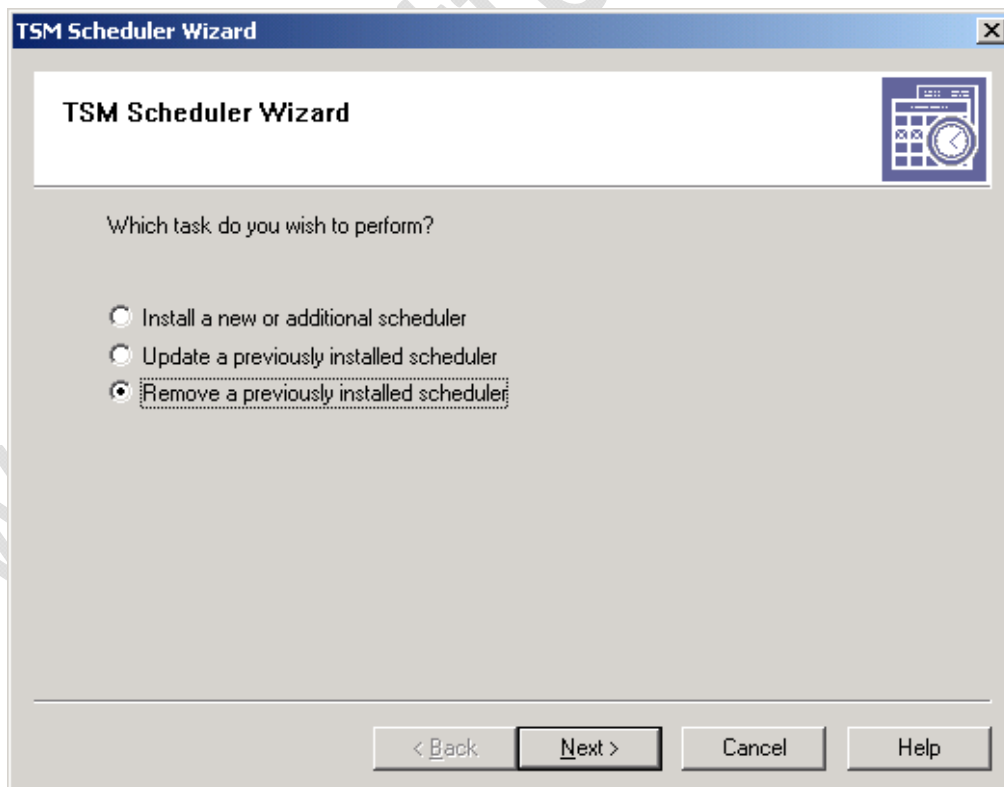 TSM Scheduler Wizard
TSM Scheduler Wizard
Which task do you wish to perform?
Install a new or additional scheduler
Update a previously installed scheduler
Remove a previously installed scheduler
< Back Next > Cancel Help